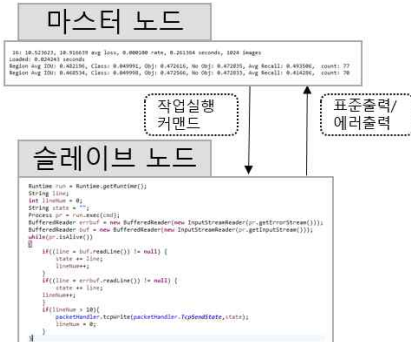 마스터 노드
26: 10.523623, 10.916639 avg loss, 0.000100 rate, 0.261364 seconds, 1024 images
Loaded: 0.024243 seconds
Region Avg IOU: 0.482196, Class: 0.049991, Obj: 0.472616, No Obj: 0.472035, Avg Recall: 0.493506, count: 77
Region Avg IOU: 0.468534, Class: 0.049998, Obj: 0.472566, No Obj: 0.472033, Avg Recall: 0.414286, count: 70
작업실행
커맨드
표준출력/
에러출력
슬레이브 노드
Runtime run = Runtime.getRuntime();
String line;
int lineNum = 0;
String state = "";
Process pr = run.exec(cmd);
BufferedReader errbuf = new BufferedReader(new InputStreamReader(pr.getErrorStream()));
BufferedReader buf = new BufferedReader(new InputStreamReader(pr.getInputStream()));
while(pr.isAlive())
{
if((line = buf.readLine()) != null) {
state += line;
lineNum++;
}
if((line = errbuf.readLine()) != null) {
state += line;
lineNum++;
}
if(lineNum > 10){
packetHandler.tcpWrite(packetHandler.TcpSendState,state);
lineNum = 0;
}
}